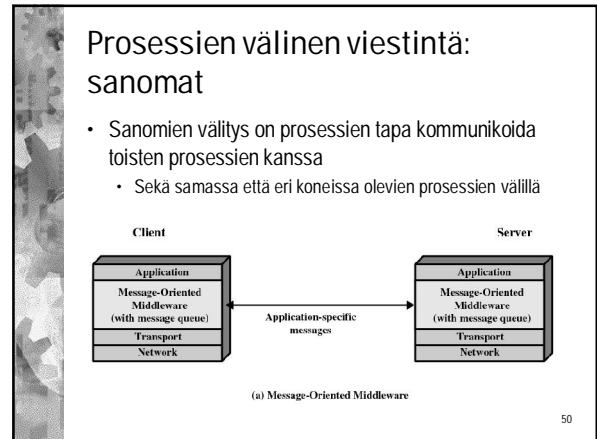 Prosessien välinen viestintä:
sanomat
• Sanomien välitys on prosessien tapa kommunikoida
toisten prosessien kanssa
• Sekä samassa että eri koneissa olevien prosessien välillä
Client
Server
Application
Message-Oriented
Middleware
(with message queue)
Transport
Network
Application-specific
messages
Application
Message-Oriented
Middleware
(with message queue)
Transport
Network
(a) Message-Oriented Middleware
50